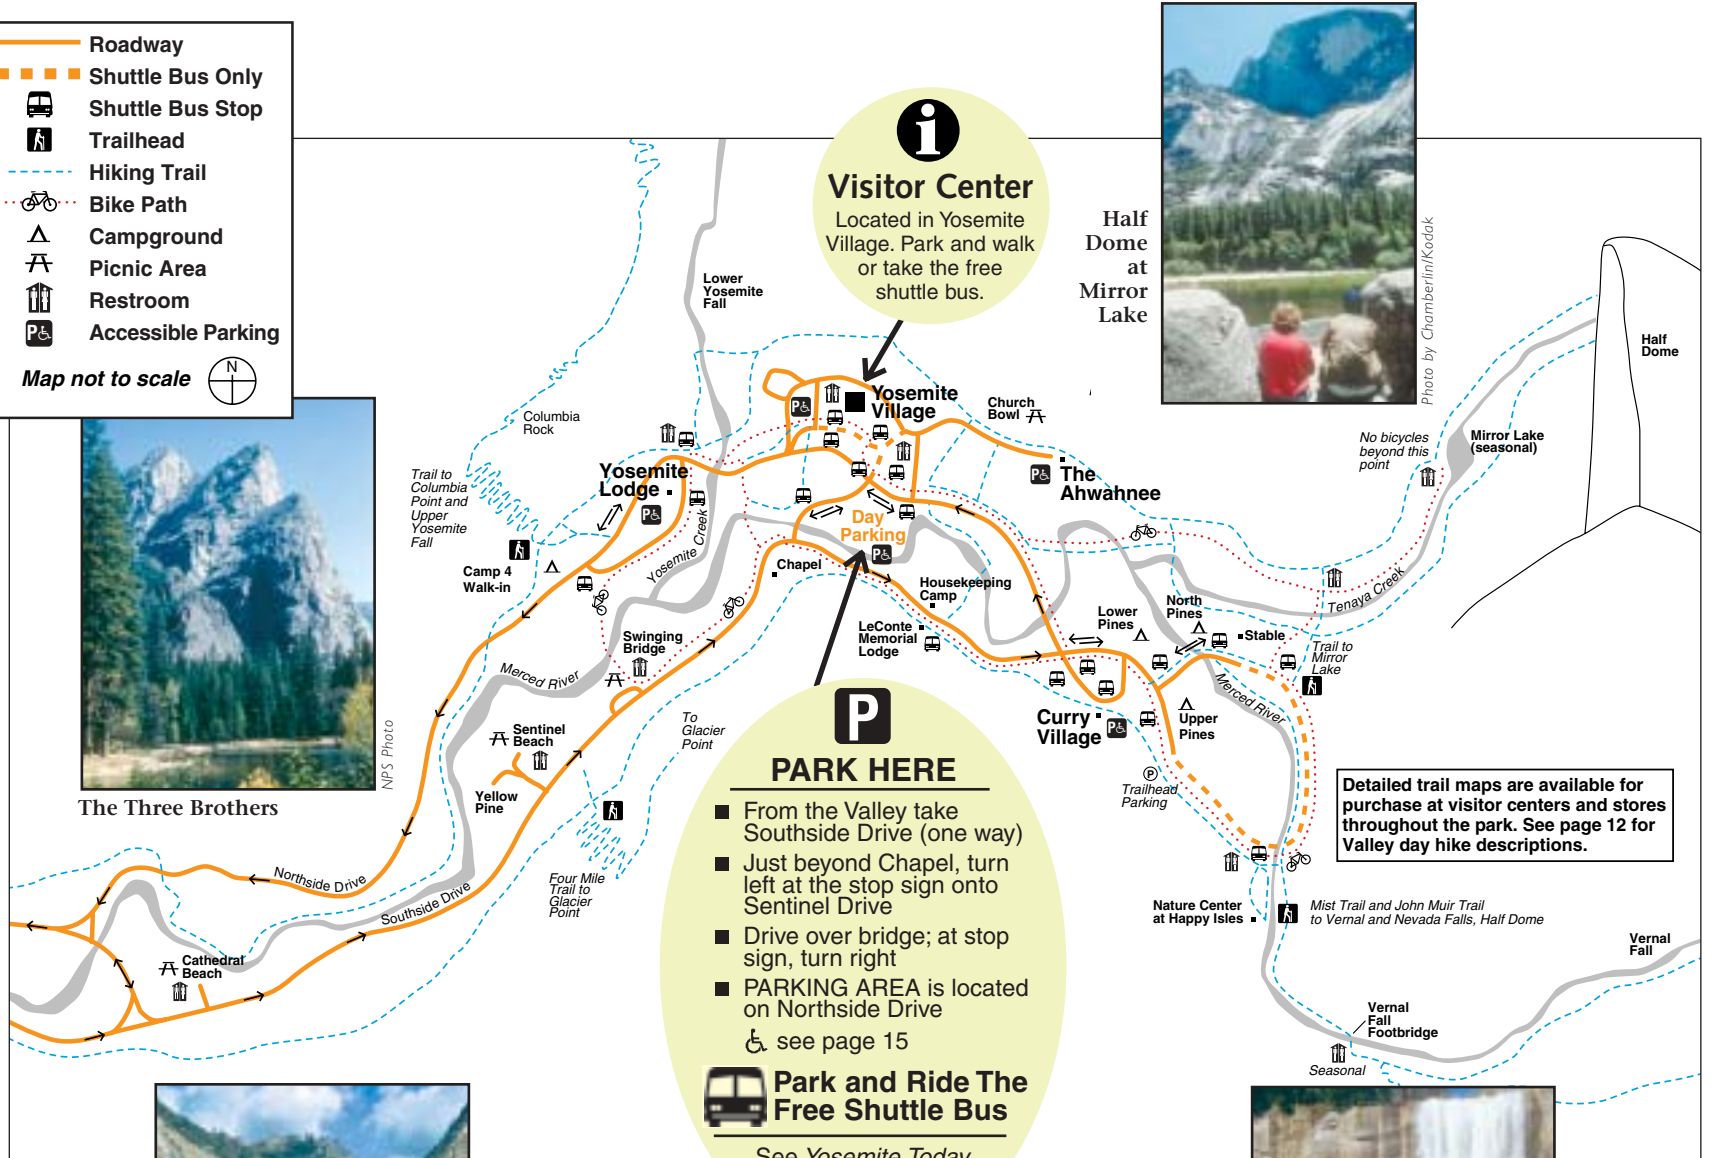 Roadway
Shuttle Bus Only
Shuttle Bus Stop
Trailhead
Hiking Trail
Bike Path
Campground
Picnic Area
Restroom
P
Accessible Parking
Map not to scale
N
i
Visitor Center
Located in Yosemite
Village. Park and walk
or take the free
shuttle bus.
Half
Dome
at
Mirror
Lake
Photo by Chamberlin/Kodak
Half
Dome
Lower
Yosemite
Fall
Columbia
Rock
Trail to
Columbia
Point and
Upper
Yosemite
Fall
Yosemite
Lodge
P
P
Yosemite
Village
Church
Bowl
P
The
Ahwahnee
No bicycles
beyond this
point
Mirror Lake
(seasonal)
Camp 4
Walk-in
Yosemite Creek
Day
Parking
P
Chapel
Housekeeping
Camp
LeConte
Memorial
Lodge
Lower
Pines
North
Pines
Stable
Tenaya Creek
Trail to
Mirror
Lake
Swinging
Bridge
Merced River
Merced River
To
Glacier
Point
Curry
Village
P
Upper
Pines
P
Trailhead
Parking
NPS Photo
The Three Brothers
Sentinel
Beach
Yellow
Pine
Four Mile
Trail to
Glacier
Point
Northside Drive
Southside Drive
Cathedral
Beach
P
PARK HERE
■ From the Valley take
Southside Drive (one way)
■ Just beyond Chapel, turn
left at the stop sign onto
Sentinel Drive
■ Drive over bridge; at stop
sign, turn right
■ PARKING AREA is located
on Northside Drive
see page 15
Park and Ride The
Free Shuttle Bus
See Yosemite Today
Detailed trail maps are available for
purchase at visitor centers and stores
throughout the park. See page 12 for
Valley day hike descriptions.
Nature Center
at Happy Isles
Mist Trail and John Muir Trail
to Vernal and Nevada Falls, Half Dome
Vernal
Fall
Vernal
Fall
Footbridge
Seasonal